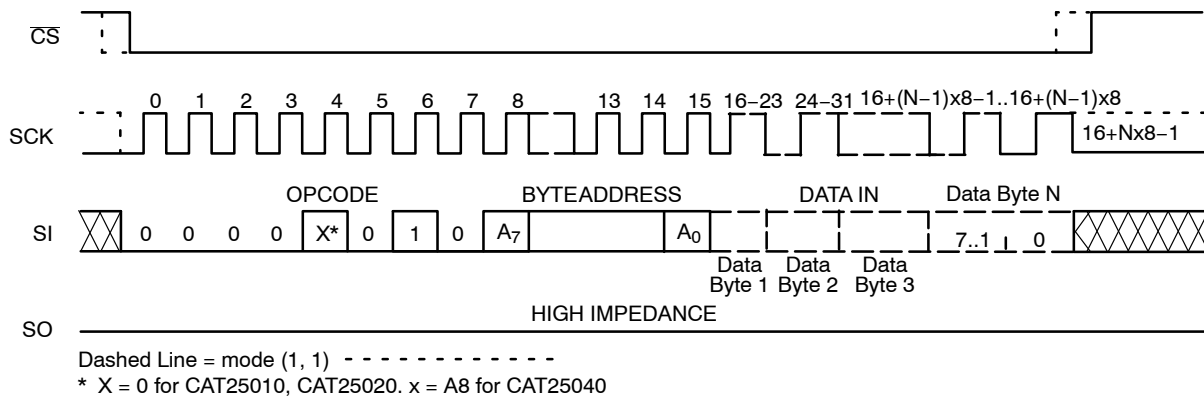 CS
0 1 2 3 4 5 6 7 8 13 14 15 16−23 24−31 16+(N−1)x8−1..16+(N−1)x8
SCK
16+Nx8−1
OPCODE BYTEADDRESS DATA IN Data Byte N
SI 0 0 0 0 X* 0 1 0 A7 A0 7..1 0
Data Byte 1
Data Byte 2
Data Byte 3
HIGH IMPEDANCE
SO
Dashed Line = mode (1, 1)
* X = 0 for CAT25010, CAT25020. x = A8 for CAT25040